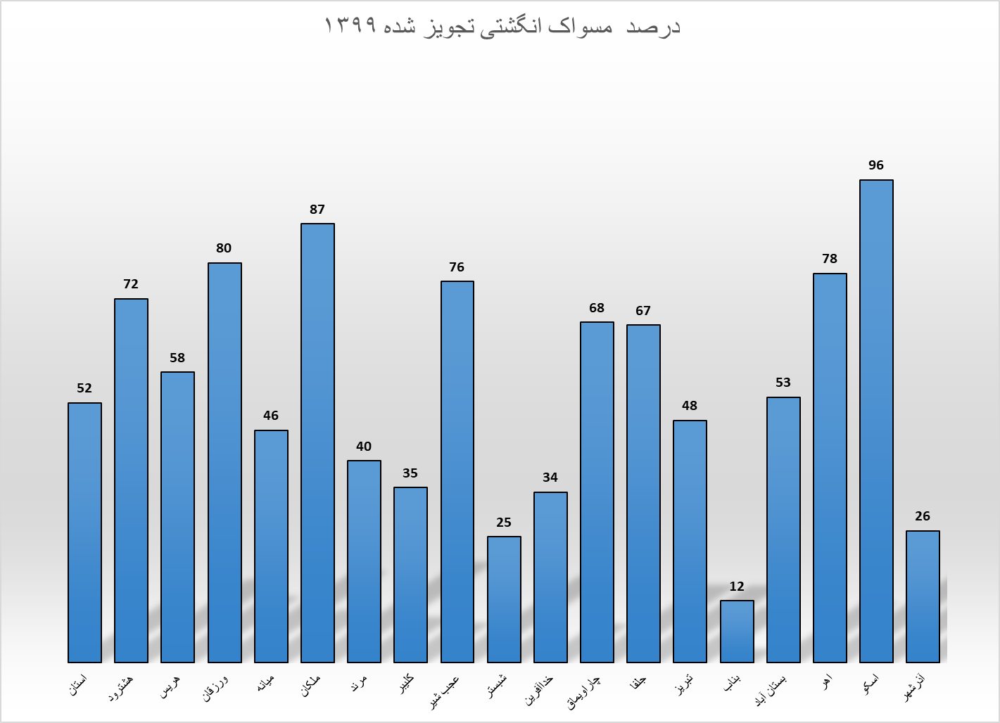 درصد  مسواک انگشتی تجویز شده ۱۳۹۹
96
87
80
78
76
72
68
67
58
53
52
48
46
40
35
34
26
25
12
استان
هشترود
هریس
ورزقان
میانه
ملکان
مرند
کلیبر
عجب شیر
شبستر
خداآفرین
چاراویماق
جلفا
تبریز
بناب
بستان آباد
اهر
اسکو
آذرشهر